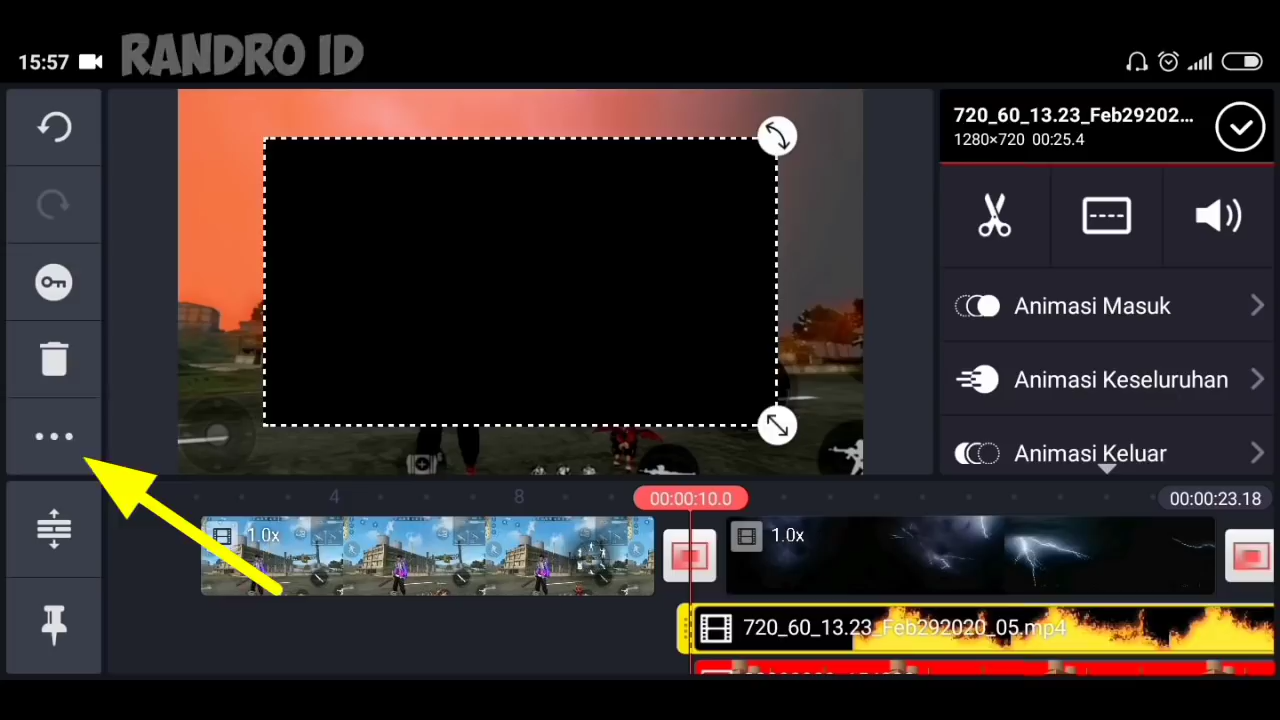 15:57
RANDRO ID
720_60_13.23_Feb29202...
1280×720 00:25.4
Animasi Masuk
Animasi Keseluruhan
Animasi Keluar
4
8
00:00:10.0
00:00:23.18
1.0x
1.0x
720_60_13.23_Feb292020_05.mp4